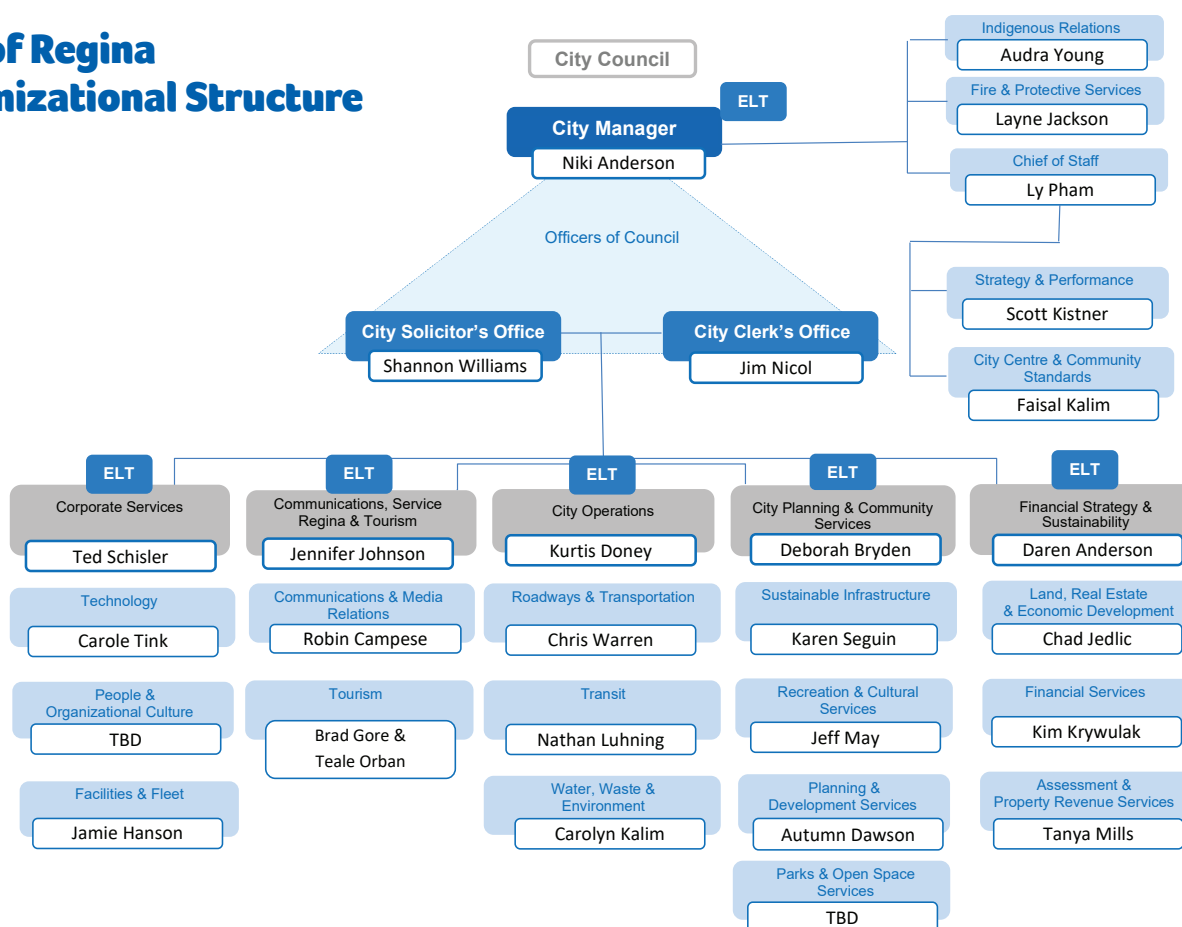 of Regina
nizational Structure
City Council
ELT
City Manager
Niki Anderson
Officers of Council
City Solicitor's Office
Shannon Williams
City Clerk's Office
Jim Nicol
Indigenous Relations
Audra Young
Fire & Protective Services
Layne Jackson
Chief of Staff
Ly Pham
Strategy & Performance
Scott Kistner
City Centre & Community
Standards
Faisal Kalim
ELT
Corporate Services
Ted Schisler
Technology
Carole Tink
People &
Organizational Culture
TBD
Facilities & Fleet
Jamie Hanson
ELT
Communications, Service
Regina & Tourism
Jennifer Johnson
Communications & Media
Relations
Robin Campese
Tourism
Brad Gore &
Teale Orban
ELT
City Operations
Kurtis Doney
Roadways & Transportation
Chris Warren
Transit
Nathan Luhning
Water, Waste &
Environment
Carolyn Kalim
ELT
City Planning & Community
Services
Deborah Bryden
Sustainable Infrastructure
Karen Seguin
Recreation & Cultural
Services
Jeff May
Planning &
Development Services
Autumn Dawson
Parks & Open Space
Services
TBD
ELT
Financial Strategy &
Sustainability
Daren Anderson
Land, Real Estate
& Economic Development
Chad Jedlic
Financial Services
Kim Krywulak
Assessment &
Property Revenue Services
Tanya Mills